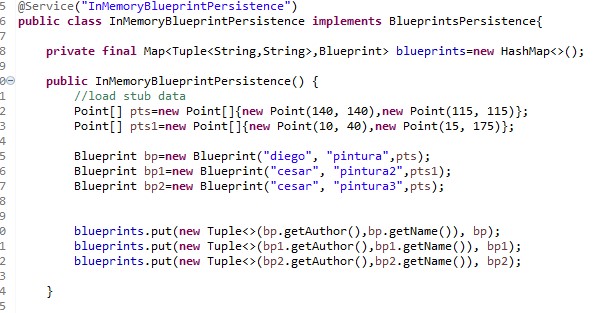 5 @Service("InMemoryBlueprintPersistence")
6 public class InMemoryBlueprintPersistence implements BlueprintsPersistence{
7
8     private final Map<Tuple<String,String>,Blueprint> blueprints=new HashMap<>();
9
0     public InMemoryBlueprintPersistence() {
1         //load stub data
2         Point[] pts=new Point[]{new Point(140, 140),new Point(115, 115)};
3         Point[] pts1=new Point[]{new Point(10, 40),new Point(15, 175)};
4
5         Blueprint bp=new Blueprint("diego", "pintura",pts);
6         Blueprint bp1=new Blueprint("cesar", "pintura2",pts1);
7         Blueprint bp2=new Blueprint("cesar", "pintura3",pts);
8
9
0         blueprints.put(new Tuple<>(bp.getAuthor(),bp.getName()), bp);
1         blueprints.put(new Tuple<>(bp1.getAuthor(),bp1.getName()), bp1);
2         blueprints.put(new Tuple<>(bp2.getAuthor(),bp2.getName()), bp2);
3
4     }
5